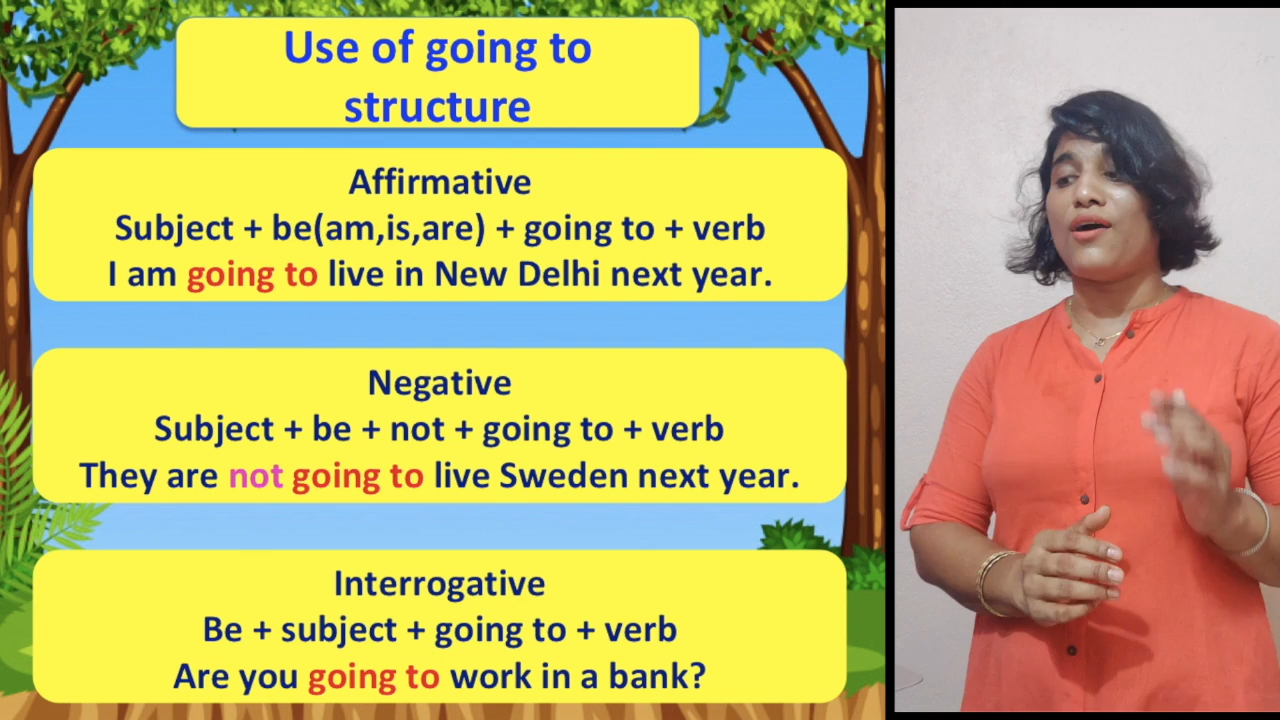 Use of going to
structure
Affirmative
Subject + be(am,is,are) + going to + verb
I am going to live in New Delhi next year.
Negative
Subject + be + not + going to + verb
They are not going to live Sweden next year.
Interrogative
Be + subject + going to + verb
Are you going to work in a bank?